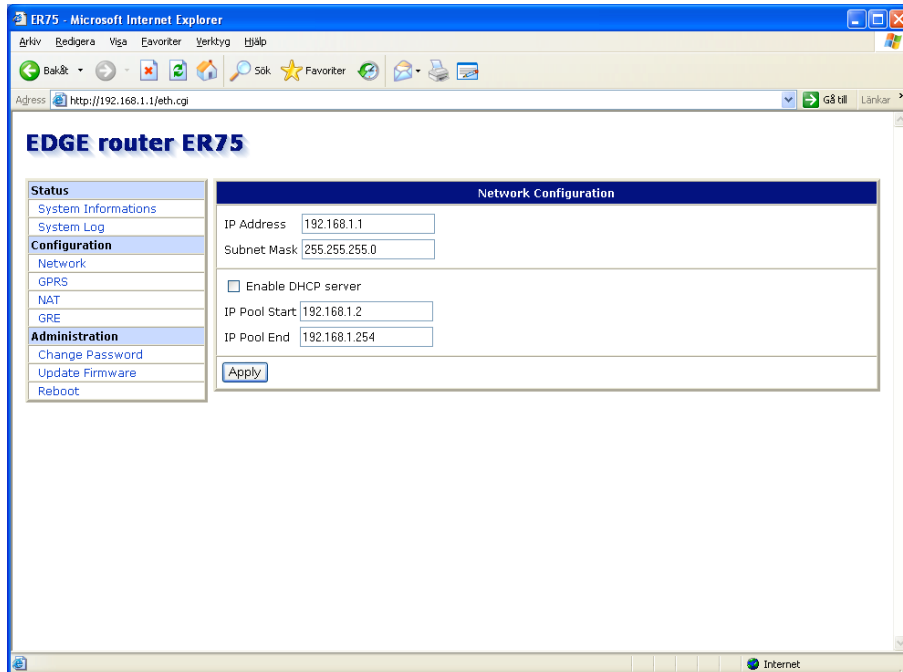 ER75 - Microsoft Internet Explorer
Arkiv Redigera Visa Favoriter Verktyg Hjälp
Bakåt Sök Favoriter
Adress http://192.168.1.1/eth.cgi Gå till Länkar
EDGE router ER75
Status
System Informations
System Log
Configuration
Network
GPRS
NAT
GRE
Administration
Change Password
Update Firmware
Reboot
Network Configuration
IP Address 192.168.1.1
Subnet Mask 255.255.255.0
Enable DHCP server
IP Pool Start 192.168.1.2
IP Pool End 192.168.1.254
Apply
Internet